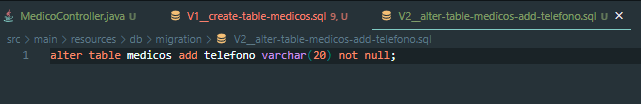 MedicoController.java U
V1__create-table-medicos.sql 9, U
V2__alter-table-medicos-add-telefono.sql U ×
src > main > resources > db > migration > V2__alter-table-medicos-add-telefono.sql
1 alter table medicos add telefono varchar(20) not null;